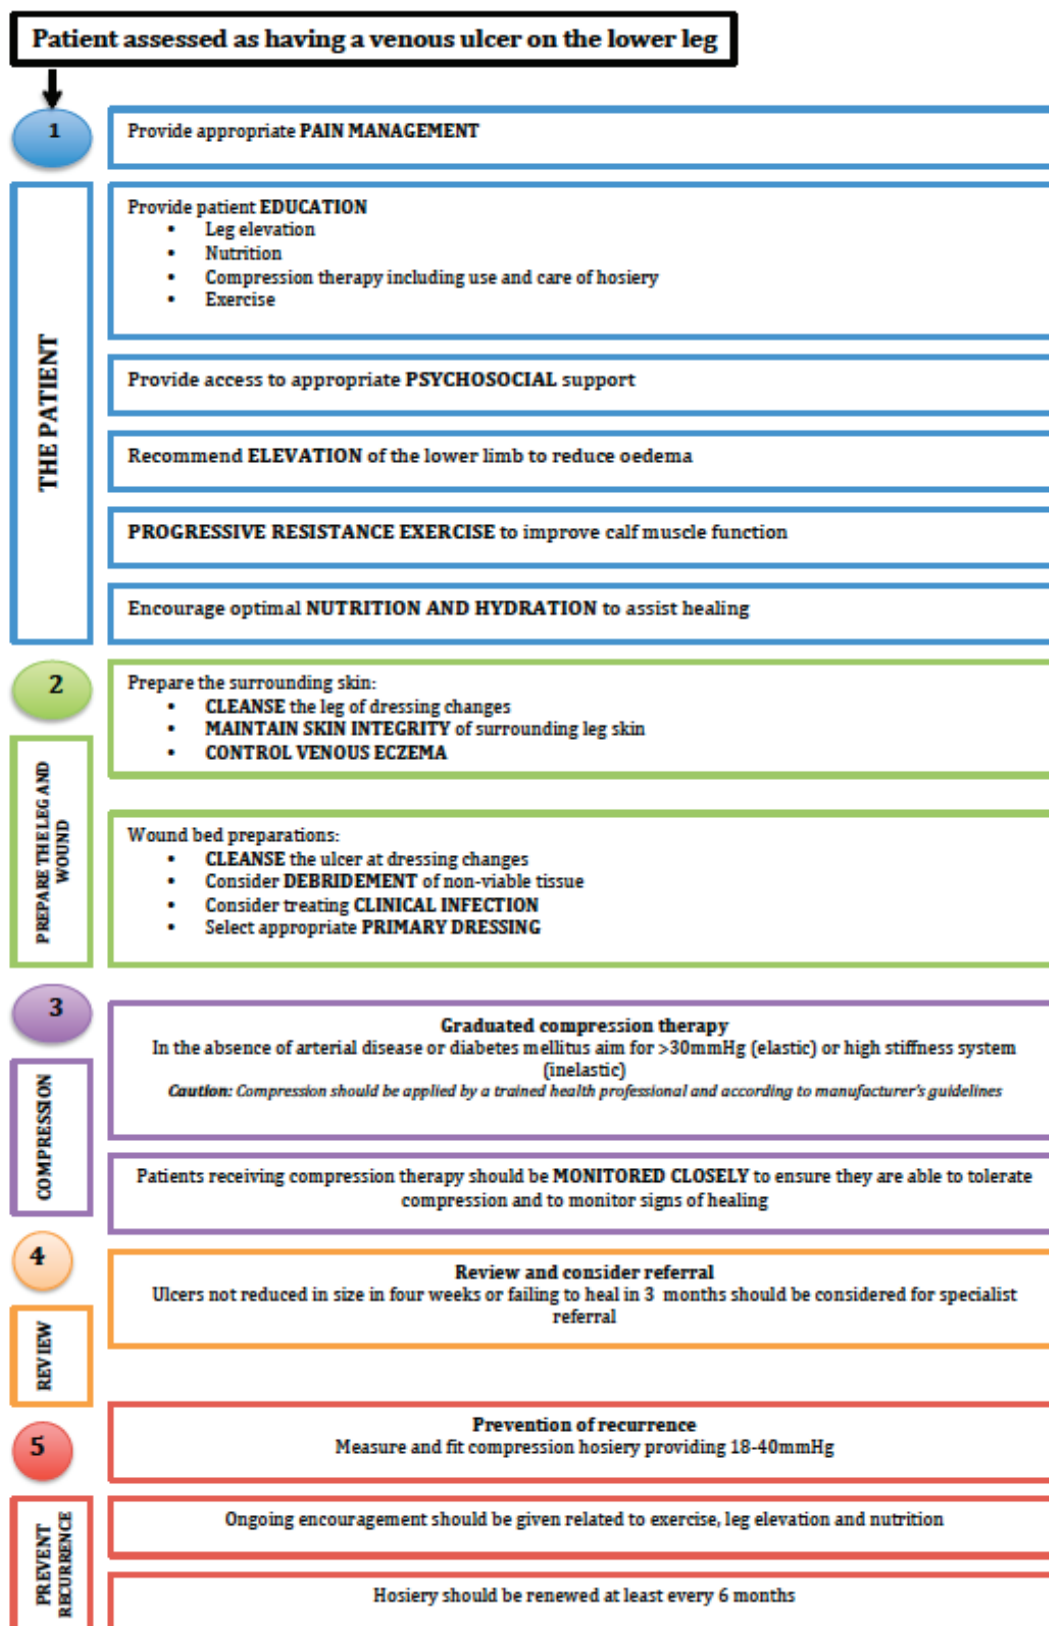 Patient assessed as having a venous ulcer on the lower leg
1
Provide appropriate PAIN MANAGEMENT
THE PATIENT
Provide patient EDUCATION
• Leg elevation
• Nutrition
• Compression therapy including use and care of hosiery
• Exercise
Provide access to appropriate PSYCHOSOCIAL support
Recommend ELEVATION of the lower limb to reduce oedema
PROGRESSIVE RESISTANCE EXERCISE to improve calf muscle function
Encourage optimal NUTRITION AND HYDRATION to assist healing
2
PREPARE THE LEG AND
WOUND
Prepare the surrounding skin:
• CLEANSE the leg of dressing changes
• MAINTAIN SKIN INTEGRITY of surrounding leg skin
• CONTROL VENOUS ECZEMA
Wound bed preparations:
• CLEANSE the ulcer at dressing changes
• Consider DEBRIDEMENT of non-viable tissue
• Consider treating CLINICAL INFECTION
• Select appropriate PRIMARY DRESSING
3
COMPRESSION
Graduated compression therapy
In the absence of arterial disease or diabetes mellitus aim for >30mmHg (elastic) or high stiffness system
(inelastic)
Caution: Compression should be applied by a trained health professional and according to manufacturer's guidelines
Patients receiving compression therapy should be MONITORED CLOSELY to ensure they are able to tolerate
compression and to monitor signs of healing
4
REVIEW
Review and consider referral
Ulcers not reduced in size in four weeks or failing to heal in 3 months should be considered for specialist
referral
5
PREVENT
RECURRENCE
Prevention of recurrence
Measure and fit compression hosiery providing 18-40mmHg
Ongoing encouragement should be given related to exercise, leg elevation and nutrition
Hosiery should be renewed at least every 6 months